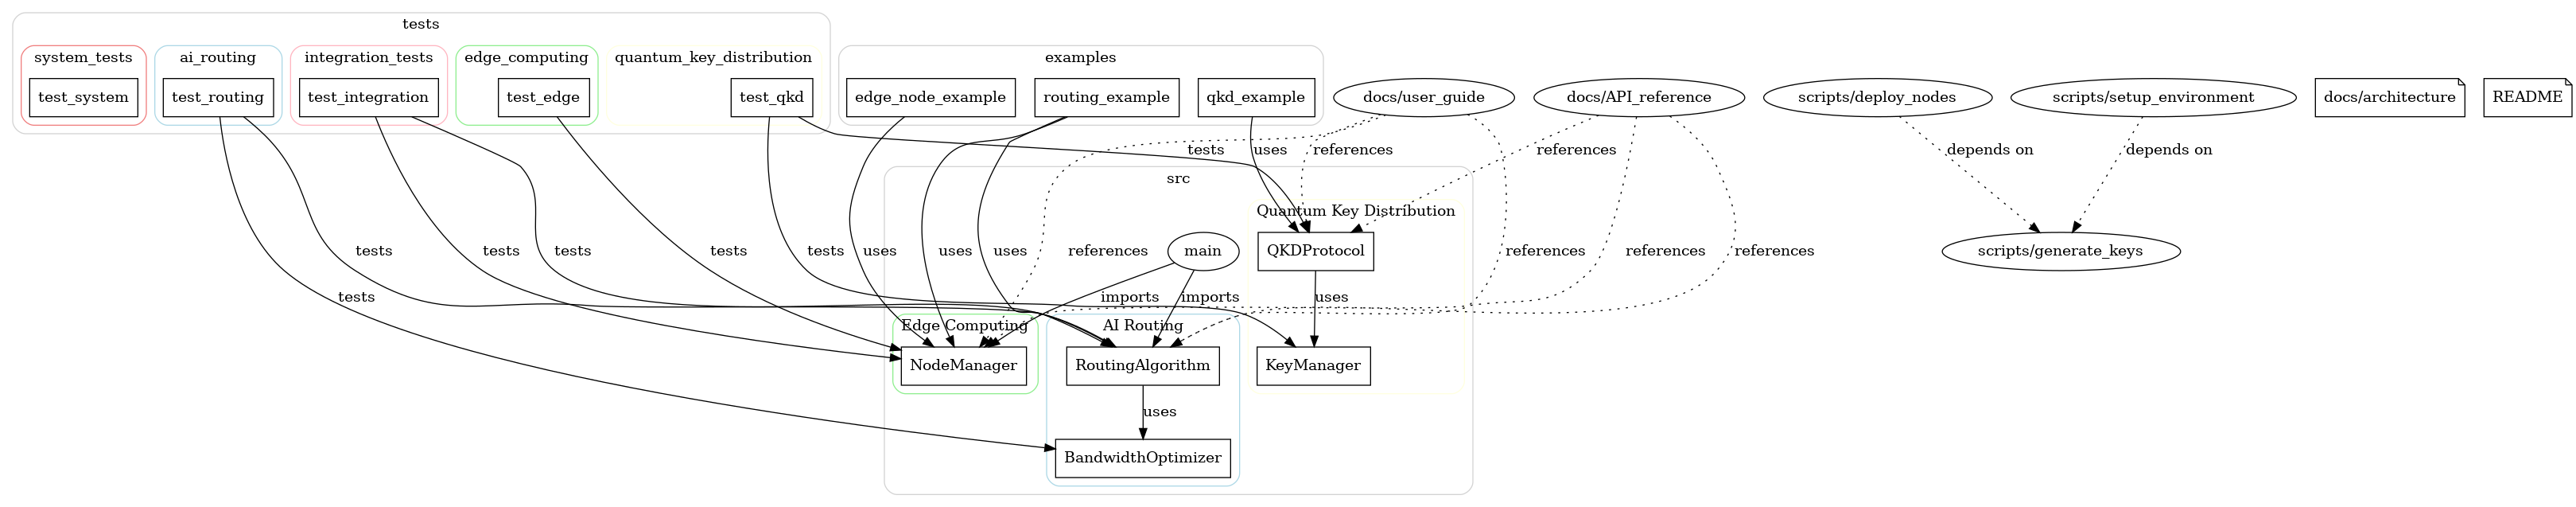 tests
system_tests
ai_routing
integration_tests
edge_computing
quantum_key_distribution
examples
test_system
test_routing
test_integration
test_edge
test_qkd
edge_node_example
routing_example
qkd_example
docs/user_guide
docs/API_reference
scripts/deploy_nodes
scripts/setup_environment
docs/architecture
README
tests
uses
references
references
depends on
depends on
src
Quantum Key Distribution
tests
tests
tests
tests
tests
uses
uses
uses
references
main
QKDProtocol
references
references
references
scripts/generate_keys
tests
imports
imports
uses
Edge Computing
AI Routing
NodeManager
RoutingAlgorithm
KeyManager
uses
BandwidthOptimizer